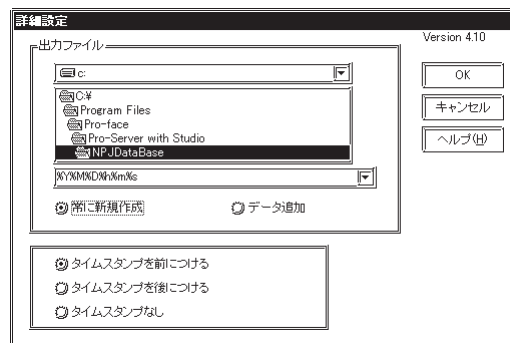 詳細設定
Version 4.10
出力ファイル
c:
OK
C:¥
キャンセル
Program Files
Pro-face
ヘルプ(H)
Pro-Server with Studio
NPJDataBase
%Y%M%D%h%m%s
常に新規作成
データ追加
タイムスタンプを前につける
タイムスタンプを後につける
タイムスタンプなし